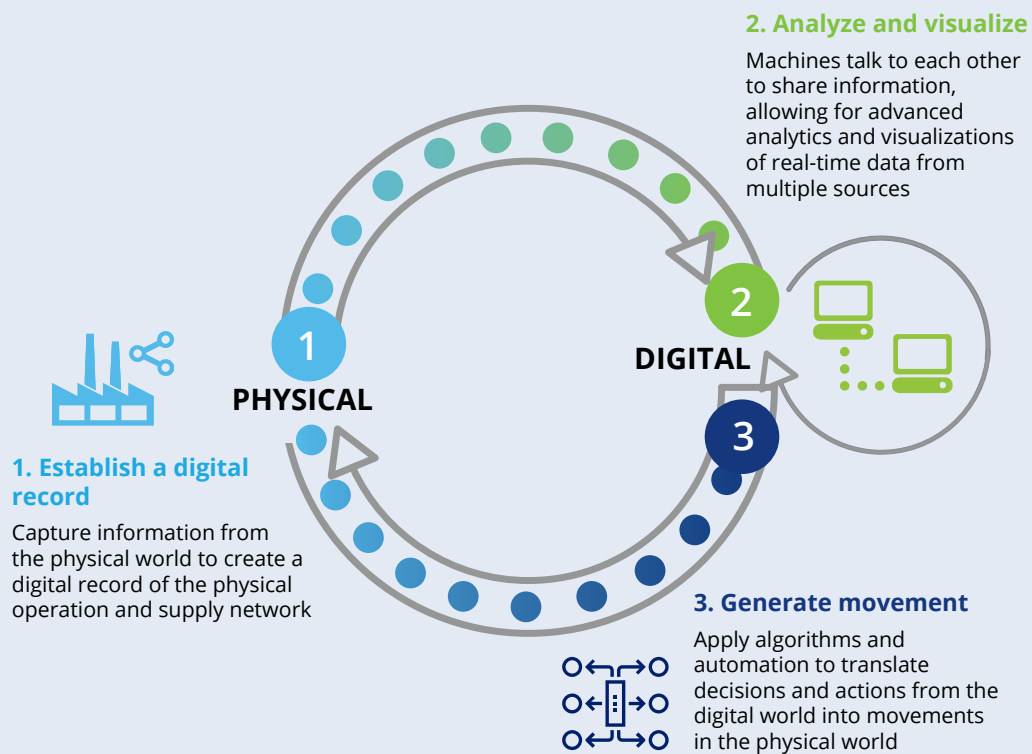 2. Analyze and visualize
Machines talk to each other
to share information,
allowing for advanced
analytics and visualizations
of real-time data from
multiple sources
1
PHYSICAL
2
DIGITAL
3
1. Establish a digital
record
Capture information from
the physical world to create a
digital record of the physical
operation and supply network
3. Generate movement
Apply algorithms and
automation to translate
decisions and actions from the
digital world into movements
in the physical world